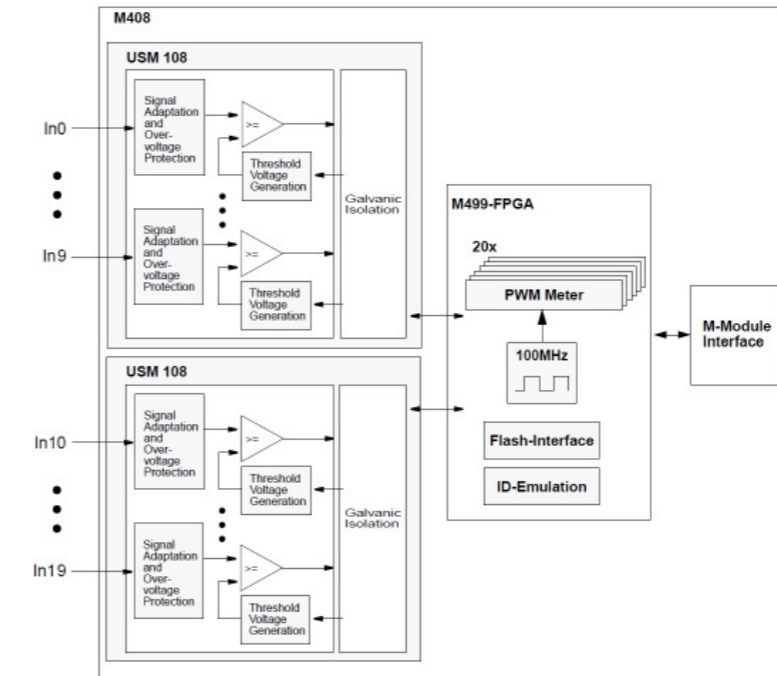 M408
USM 108
In0
Signal
Adaptation
and
Over-
voltage
Protection
>=
Threshold
Voltage
Generation
In9
Signal
Adaptation
and
Over-
voltage
Protection
>=
Threshold
Voltage
Generation
Galvanic
Isolation
USM 108
In10
Signal
Adaptation
and
Over-
voltage
Protection
>=
Threshold
Voltage
Generation
In19
Signal
Adaptation
and
Over-
voltage
Protection
>=
Threshold
Voltage
Generation
Galvanic
Isolation
M499-FPGA
20x
PWM Meter
100MHz
Flash-Interface
ID-Emulation
M-Module
Interface